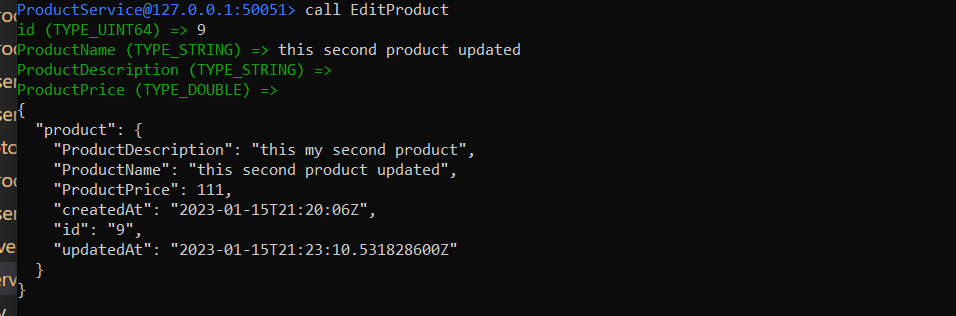 ProductService@127.0.0.1:50051> call EditProduct
id (TYPE_UINT64) => 9
ProductName (TYPE_STRING) => this second product updated
ProductDescription (TYPE_STRING) =>
ProductPrice (TYPE_DOUBLE) =>
{
  "product": {
    "ProductDescription": "this my second product",
    "ProductName": "this second product updated",
    "ProductPrice": 111,
    "createdAt": "2023-01-15T21:20:06Z",
    "id": "9",
    "updatedAt": "2023-01-15T21:23:10.531828600Z"
  }
}